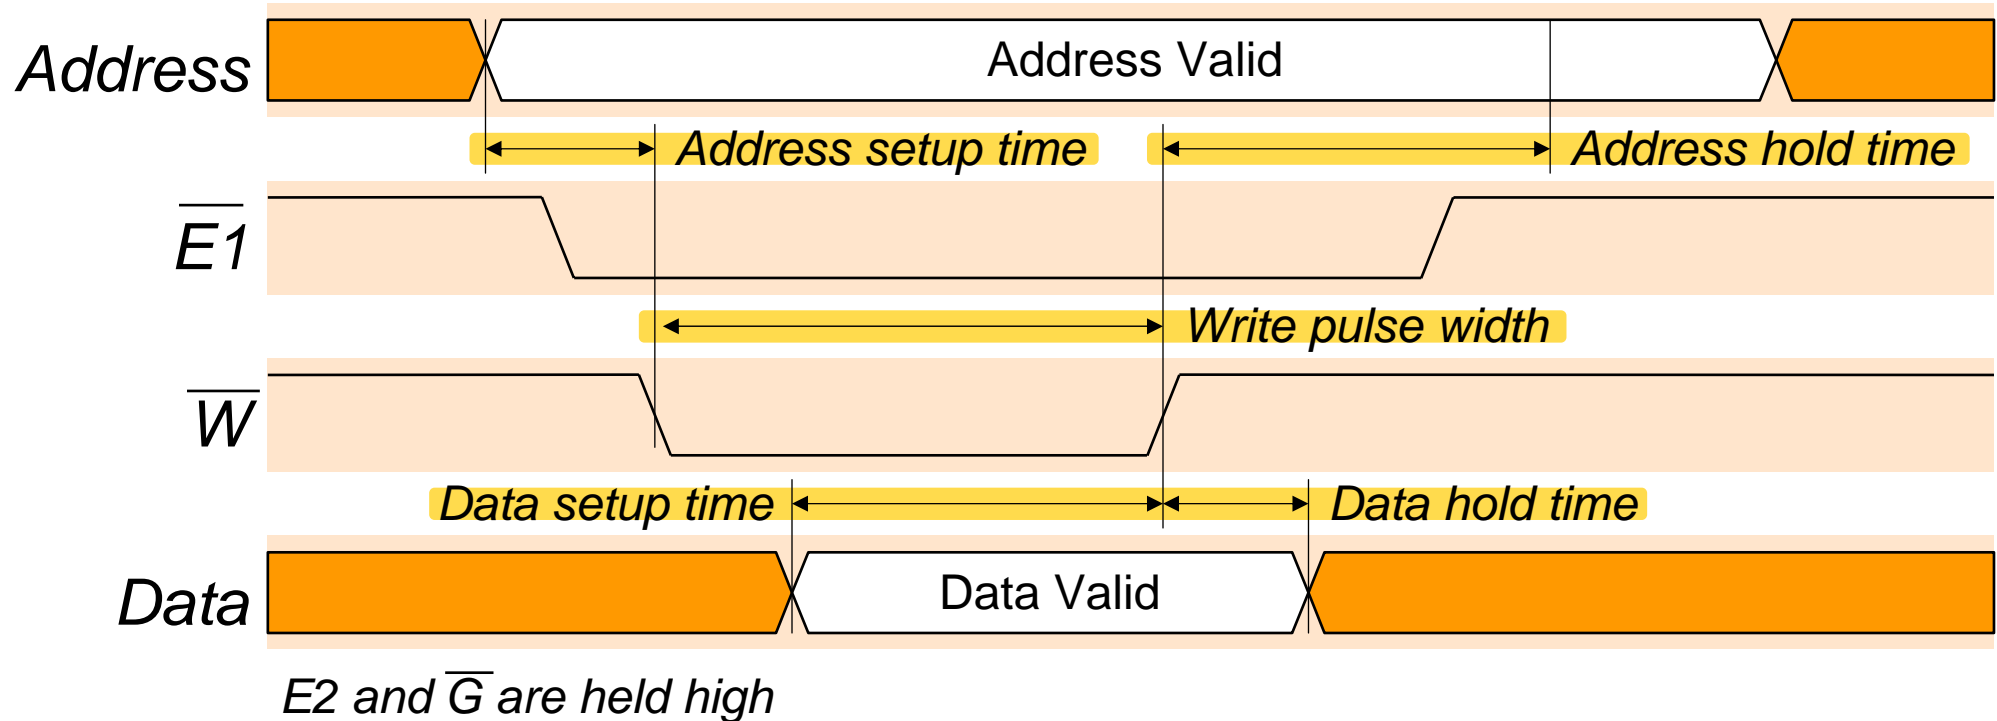 Address
Address Valid
Address setup time
Address hold time
E1
Write pulse width
W
Data setup time
Data hold time
Data
Data Valid
E2 and G are held high